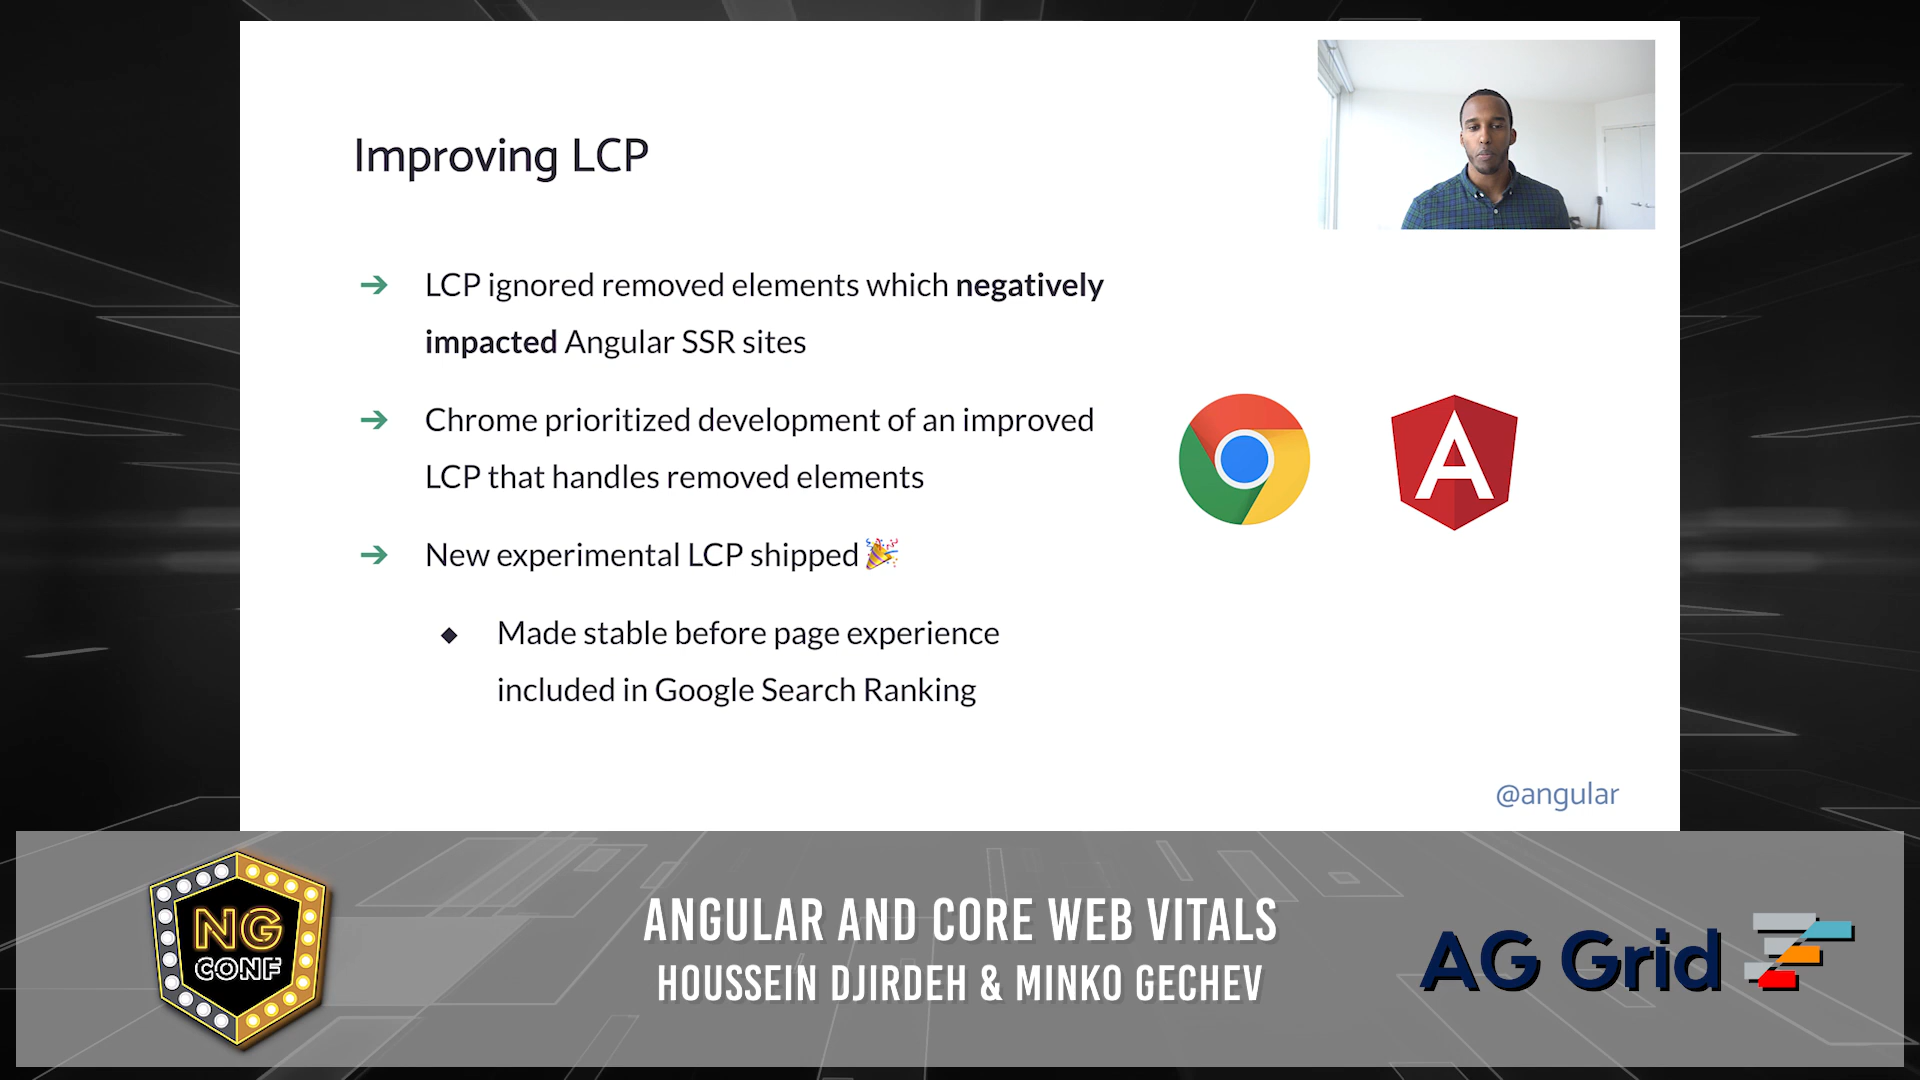 Improving LCP
➔ LCP ignored removed elements which negatively
impacted Angular SSR sites
➔ Chrome prioritized development of an improved
LCP that handles removed elements
➔ New experimental LCP shipped 🎉
◆ Made stable before page experience
included in Google Search Ranking
A
@angular
NG
CONF
ANGULAR AND CORE WEB VITALS
HOUSSEIN DJIRDEH & MINKO GECHEV
AG Grid